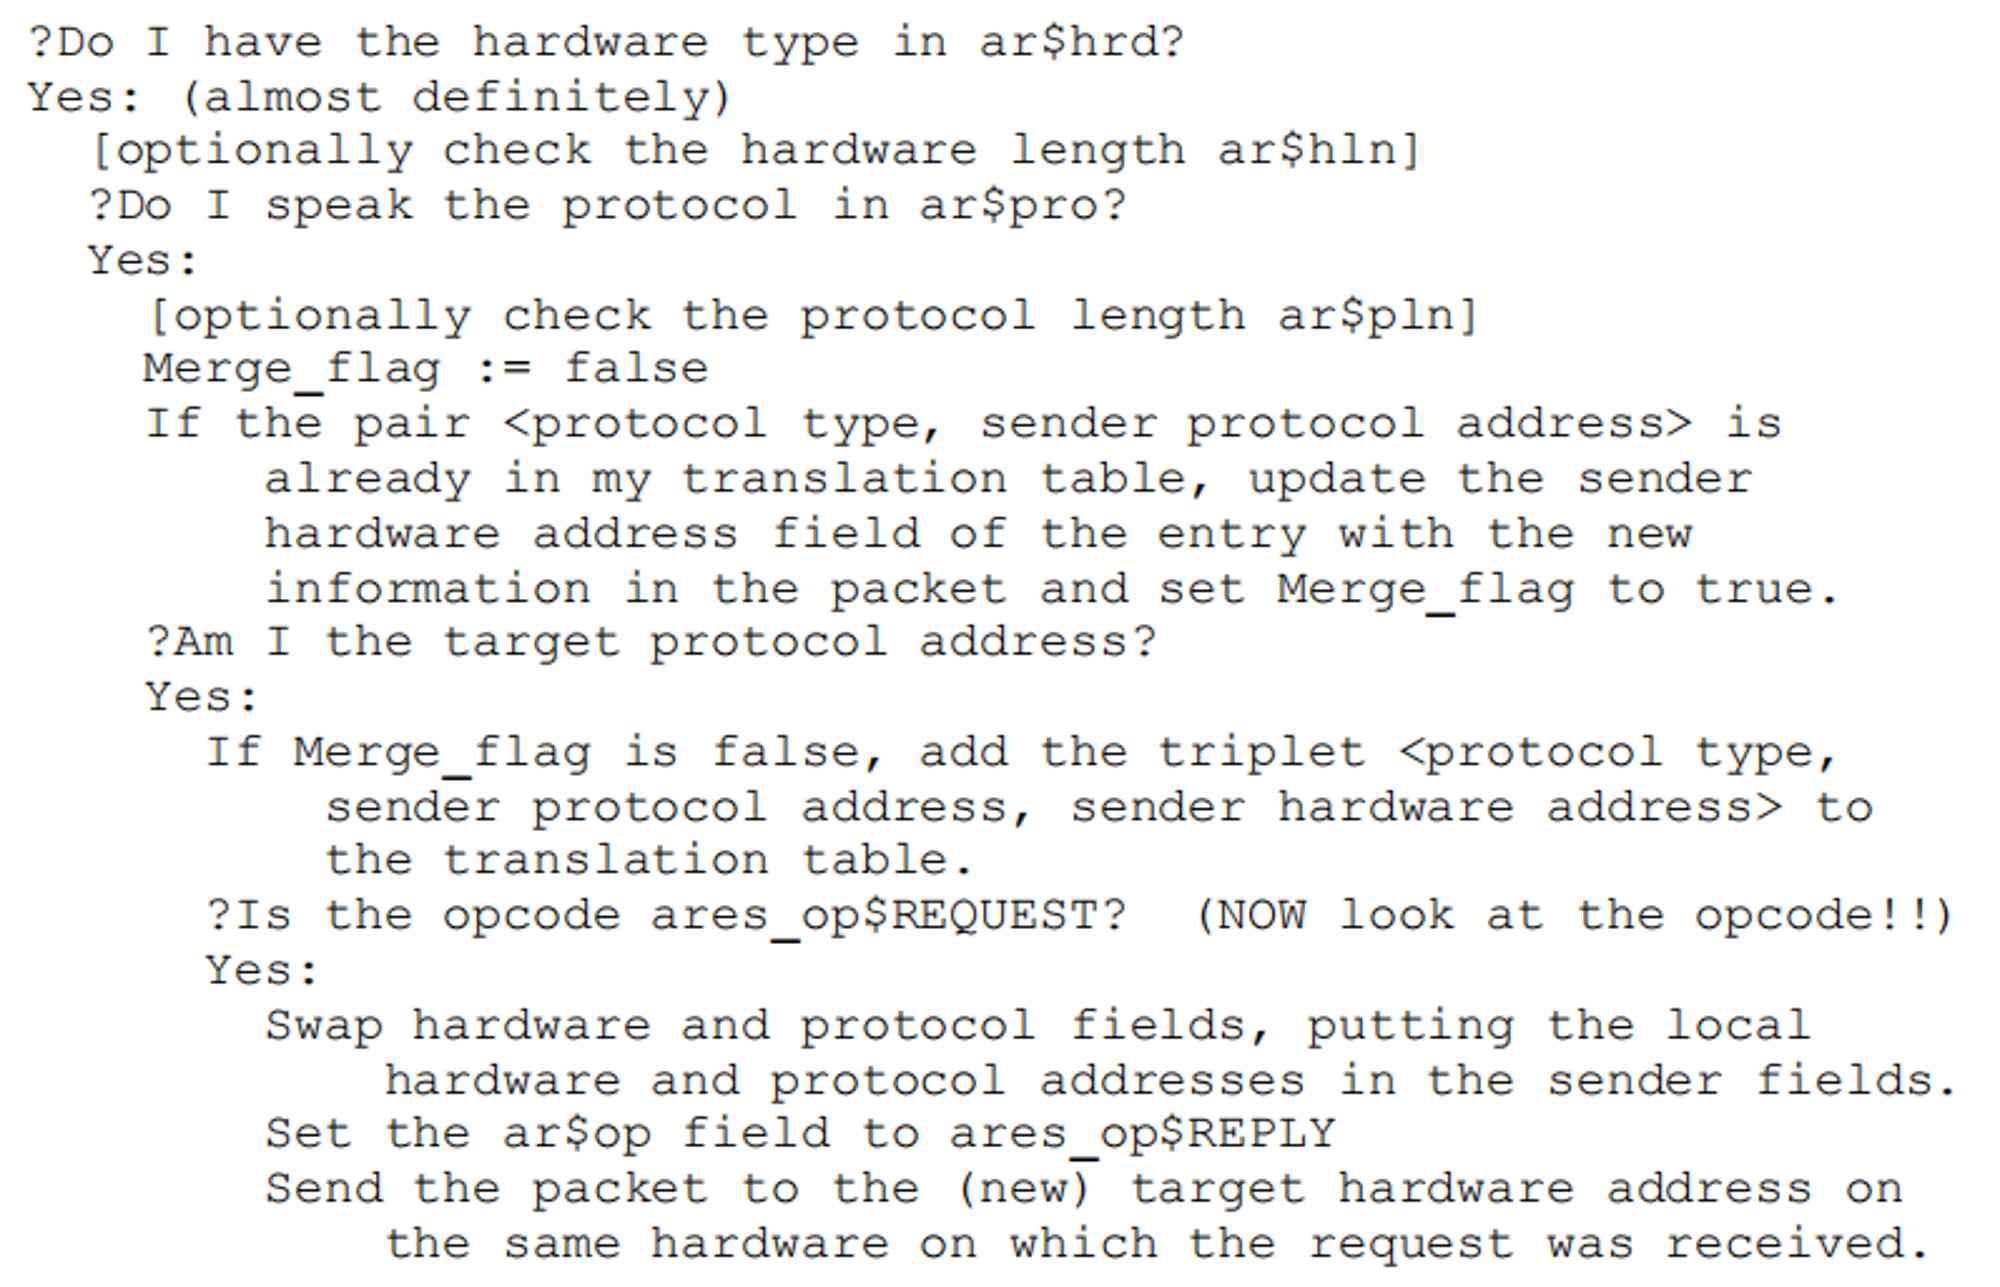 ?Do I have the hardware type in ar$hrd?
Yes: (almost definitely)
[optionally check the hardware length ar$hln]
?Do I speak the protocol in ar$pro?
Yes:
[optionally check the protocol length ar$pln]
Merge_flag := false
If the pair <protocol type, sender protocol address> is
already in my translation table, update the sender
hardware address field of the entry with the new
information in the packet and set Merge_flag to true.
?Am I the target protocol address?
Yes:
If Merge_flag is false, add the triplet <protocol type,
sender protocol address, sender hardware address> to
the translation table.
?Is the opcode ares_op$REQUEST?  (NOW look at the opcode!!)
Yes:
Swap hardware and protocol fields, putting the local
hardware and protocol addresses in the sender fields.
Set the ar$op field to ares_op$REPLY
Send the packet to the (new) target hardware address on
the same hardware on which the request was received.